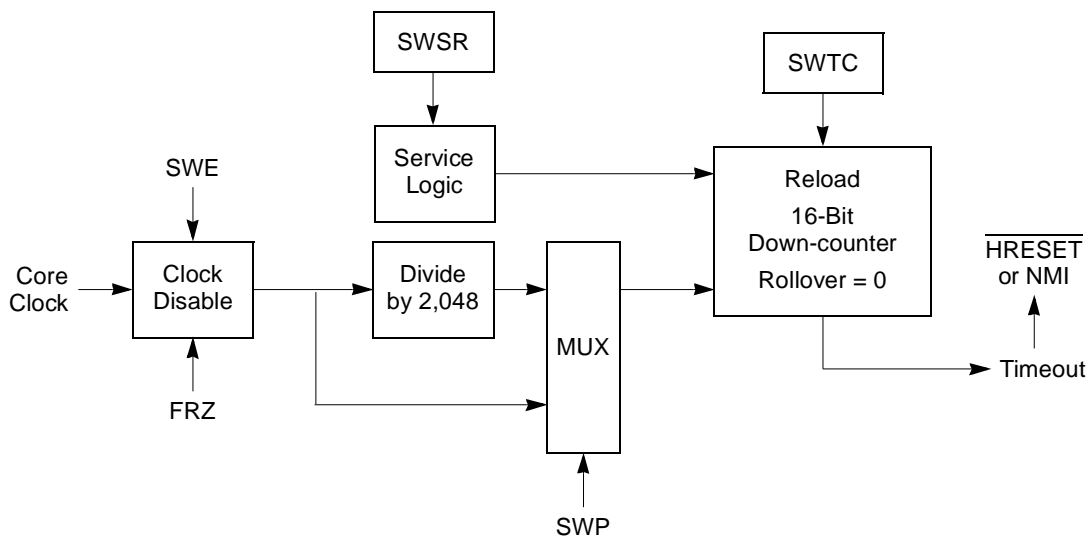 SWSR
SWTC
Service
Logic
SWE
Reload
16-Bit
Down-counter
Rollover = 0
HRESET
or NMI
Core
Clock
Clock
Disable
Divide
by 2,048
MUX
Timeout
FRZ
SWP